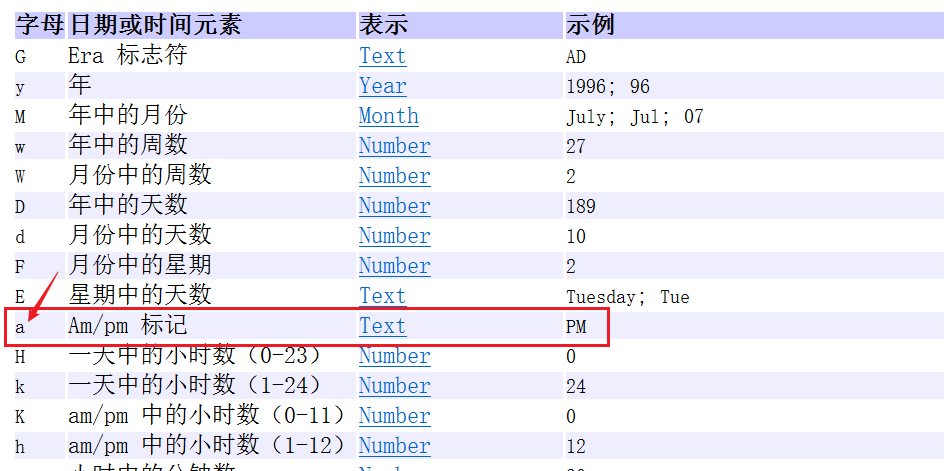 字母 日期或时间元素 表示 示例
G Era 标志符 Text AD
y 年 Year 1996; 96
M 年中的月份 Month July; Jul; 07
w 年中的周数 Number 27
W 月份中的周数 Number 2
D 年中的天数 Number 189
d 月份中的天数 Number 10
F 月份中的星期 Number 2
E 星期中的天数 Text Tuesday; Tue
a Am/pm 标记 Text PM
H 一天中的小时数（0-23） Number 0
k 一天中的小时数（1-24） Number 24
K am/pm 中的小时数（0-11） Number 0
h am/pm 中的小时数（1-12） Number 12